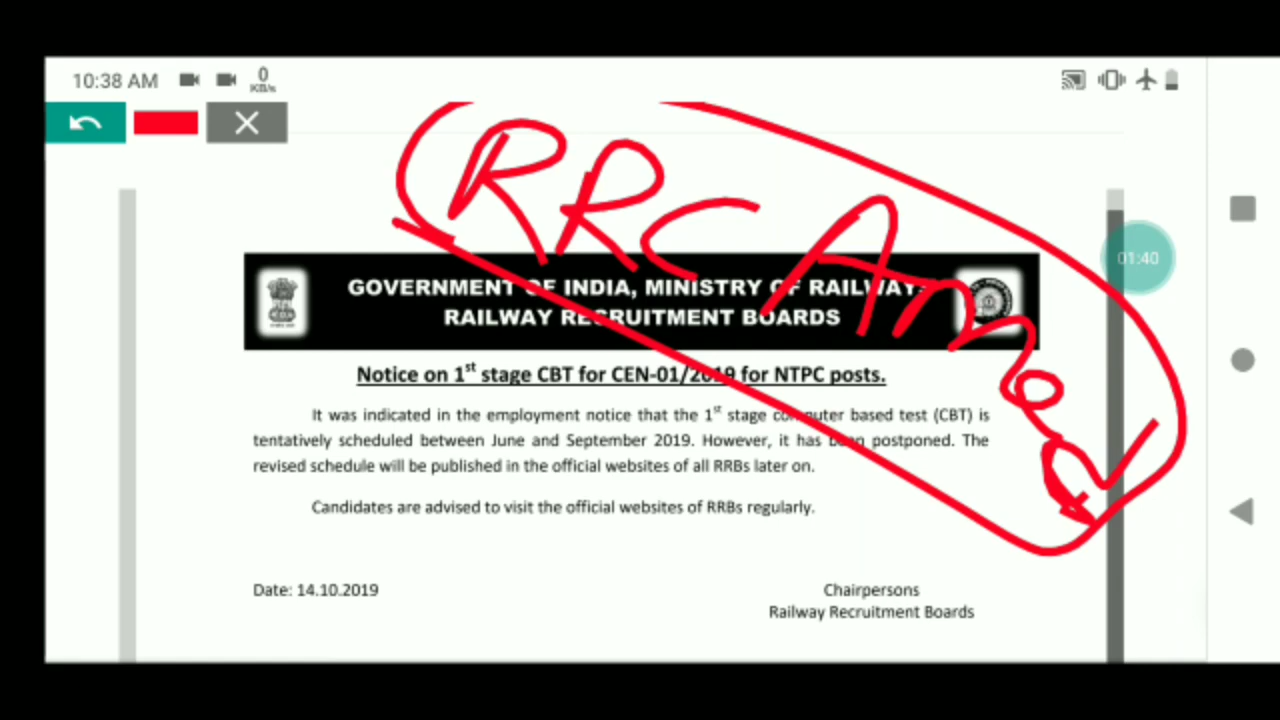 10:38 AM
0
KB/s
RRC
GOVERNMENT OF INDIA, MINISTRY OF RAILWAYS
RAILWAY RECRUITMENT BOARDS
01:40
Notice on 1st stage CBT for CEN-01/2019 for NTPC posts.
It was indicated in the employment notice that the 1st stage computer based test (CBT) is
tentatively scheduled between June and September 2019. However, it has been postponed. The
revised schedule will be published in the official websites of all RRBs later on.
Candidates are advised to visit the official websites of RRBs regularly.
Date: 14.10.2019
Chairpersons
Railway Recruitment Boards